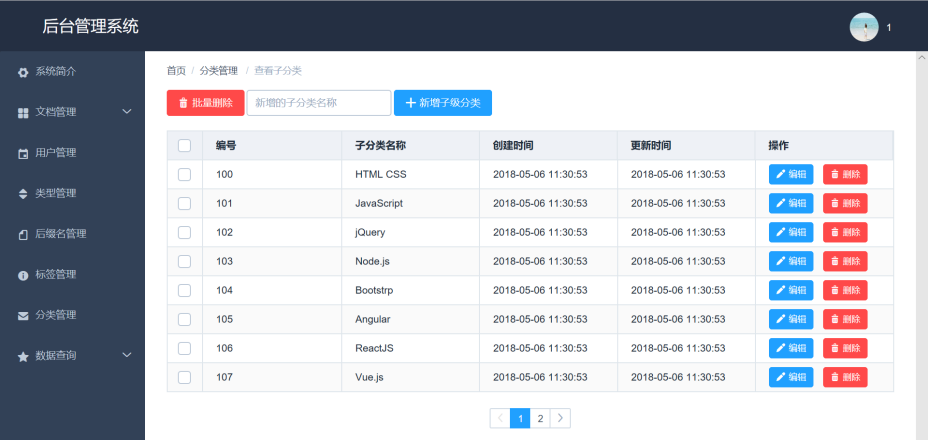 后台管理系统
1
系统简介
文档管理
用户管理
类型管理
后缀名管理
标签管理
分类管理
数据查询
首页 / 分类管理 / 查看子分类
批量删除 新增的子分类名称 新增子级分类
编号 子分类名称 创建时间 更新时间 操作
100 HTML CSS 2018-05-06 11:30:53 2018-05-06 11:30:53 编辑 删除
101 JavaScript 2018-05-06 11:30:53 2018-05-06 11:30:53 编辑 删除
102 jQuery 2018-05-06 11:30:53 2018-05-06 11:30:53 编辑 删除
103 Node.js 2018-05-06 11:30:53 2018-05-06 11:30:53 编辑 删除
104 Bootstrp 2018-05-06 11:30:53 2018-05-06 11:30:53 编辑 删除
105 Angular 2018-05-06 11:30:53 2018-05-06 11:30:53 编辑 删除
106 ReactJS 2018-05-06 11:30:53 2018-05-06 11:30:53 编辑 删除
107 Vue.js 2018-05-06 11:30:53 2018-05-06 11:30:53 编辑 删除
1 2